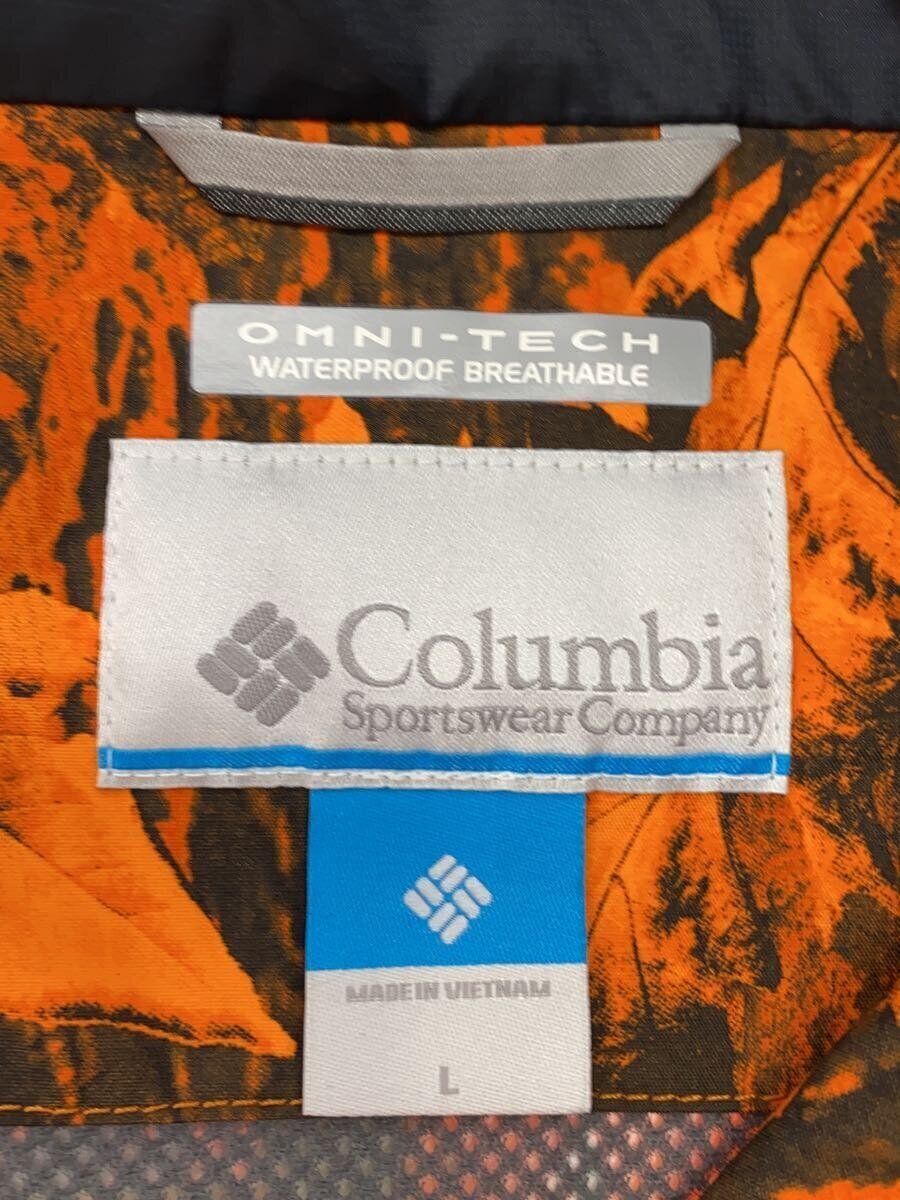 OMNI-TECH
WATERPROOF BREATHABLE
Columbia
Sportswear Company
MADE IN VIETNAM
L